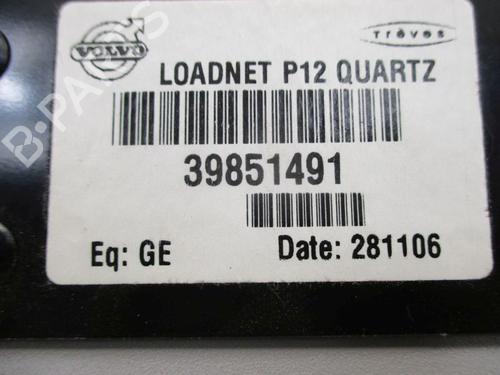 VOLVO
Trèves
LOADNET P12 QUARTZ
39851491
Eq: GE
Date: 281106
B-PARTS